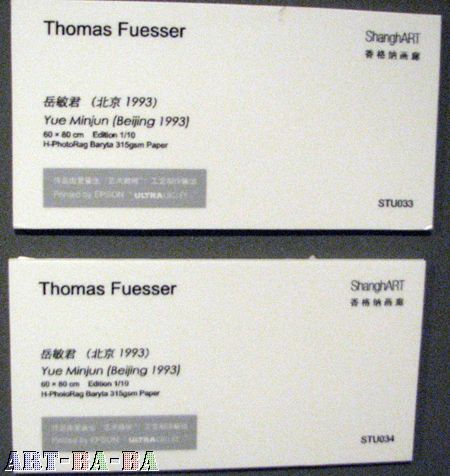 Thomas Fuesser
ShanghART
香格纳画廊
岳敏君 （北京 1993）
Yue Minjun (Beijing 1993)
60 × 80 cm Edition 1/10
H-PhotoRag Baryta 315gsm Paper
Printed by EPSON
STU033
Thomas Fuesser
ShanghART
香格纳画廊
岳敏君 （北京 1993）
Yue Minjun (Beijing 1993)
60 × 80 cm Edition 1/10
H-PhotoRag Baryta 315gsm Paper
Printed by EPSON
STU034
ART-BA-BA